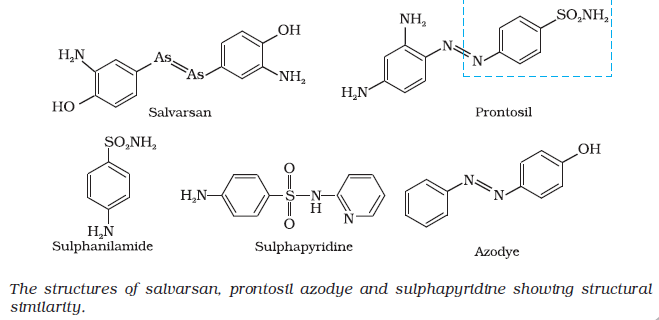 OH
H₂N
As
As
NH₂
HO
Salvarsan
NH₂
SO₂NH₂
N
N
H₂N
Prontosil
SO₂NH₂
H₂N
Sulphanilamide
O
H₂N
S
N
H
O
N
Sulphapyridine
OH
N
N
Azodye
The structures of salvarsan, prontosil azodye and sulphapyridine showing structural
similarity.